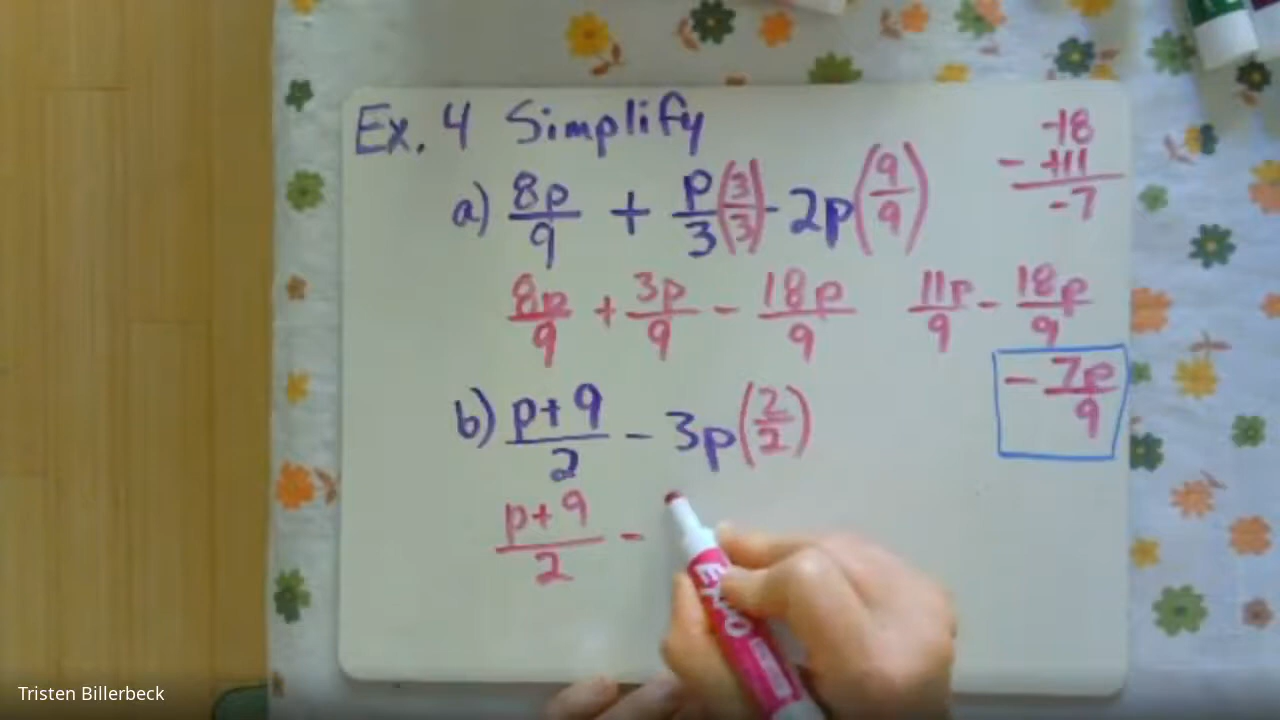 Ex. 4 Simplify
a) 8p/9 + p/3 (3/3) - 2p (9/9)
-18
- +11
-7
8p/9 + 3p/9 - 18p/9
11p/9 - 18p/9
- 7p/9
b) p+9/2 - 3p (2/2)
p+9/2 -
Tristen Billerbeck